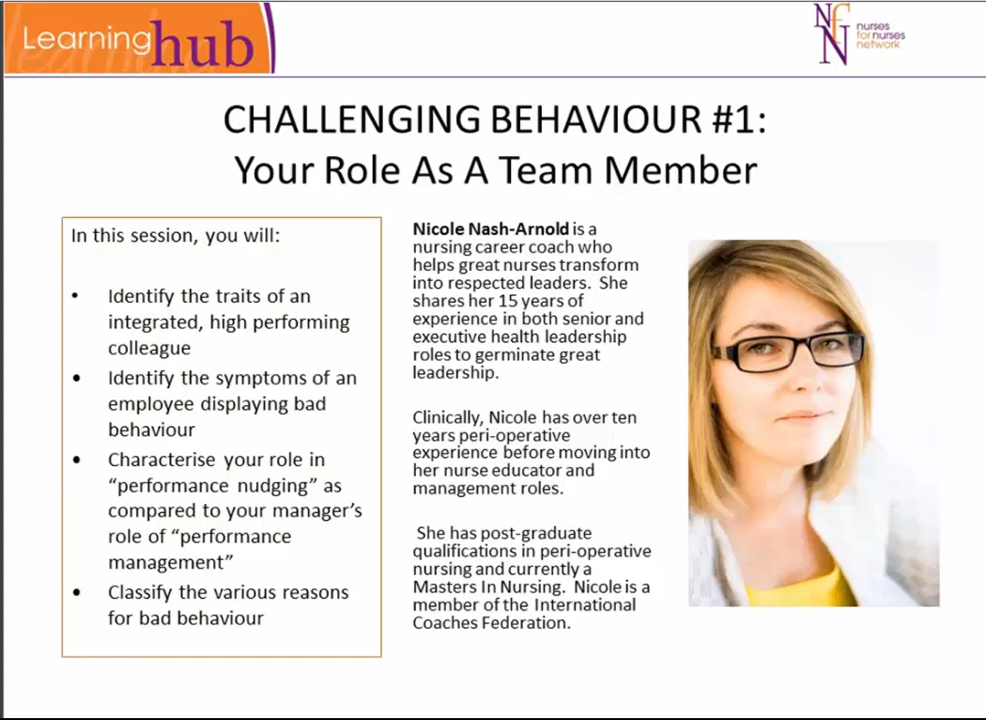 Learning hub
NfN nurses
for nurses
network
CHALLENGING BEHAVIOUR #1:
Your Role As A Team Member
In this session, you will:
• Identify the traits of an
integrated, high performing
colleague
• Identify the symptoms of an
employee displaying bad
behaviour
• Characterise your role in
“performance nudging” as
compared to your manager’s
role of “performance
management”
• Classify the various reasons
for bad behaviour
Nicole Nash-Arnold is a
nursing career coach who
helps great nurses transform
into respected leaders. She
shares her 15 years of
experience in both senior and
executive health leadership
roles to germinate great
leadership.
Clinically, Nicole has over ten
years peri-operative
experience before moving into
her nurse educator and
management roles.
She has post-graduate
qualifications in peri-operative
nursing and currently a
Masters In Nursing. Nicole is a
member of the International
Coaches Federation.